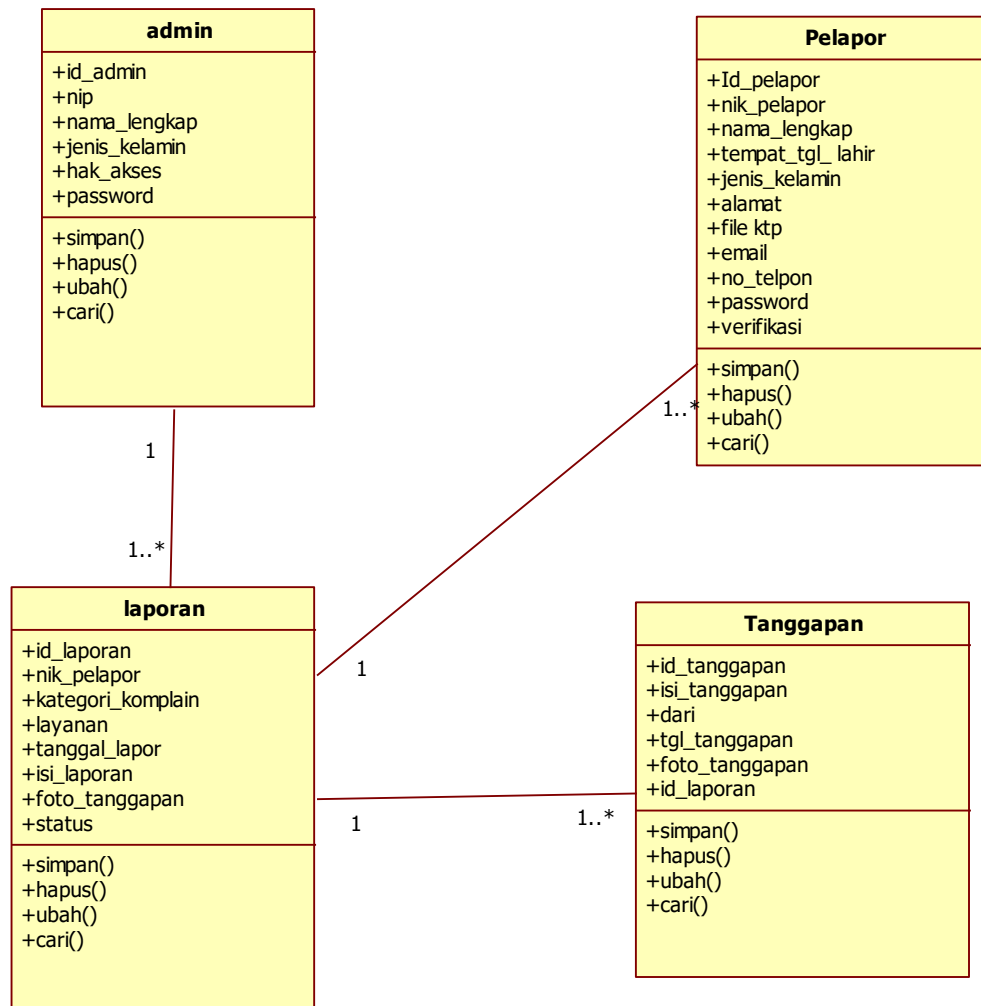 admin
+id_admin
+nip
+nama_lengkap
+jenis_kelamin
+hak_akses
+password
+simpan()
+hapus()
+ubah()
+cari()
Pelapor
+Id_pelapor
+nik_pelapor
+nama_lengkap
+tempat_tgl_ lahir
+jenis_kelamin
+alamat
+file ktp
+email
+no_telpon
+password
+verifikasi
+simpan()
+hapus()
+ubah()
+cari()
1..*
1
1..*
1
laporan
+id_laporan
+nik_pelapor
+kategori_komplain
+layanan
+tanggal_lapor
+isi_laporan
+foto_tanggapan
+status
+simpan()
+hapus()
+ubah()
+cari()
1
1..*
Tanggapan
+id_tanggapan
+isi_tanggapan
+dari
+tgl_tanggapan
+foto_tanggapan
+id_laporan
+simpan()
+hapus()
+ubah()
+cari()